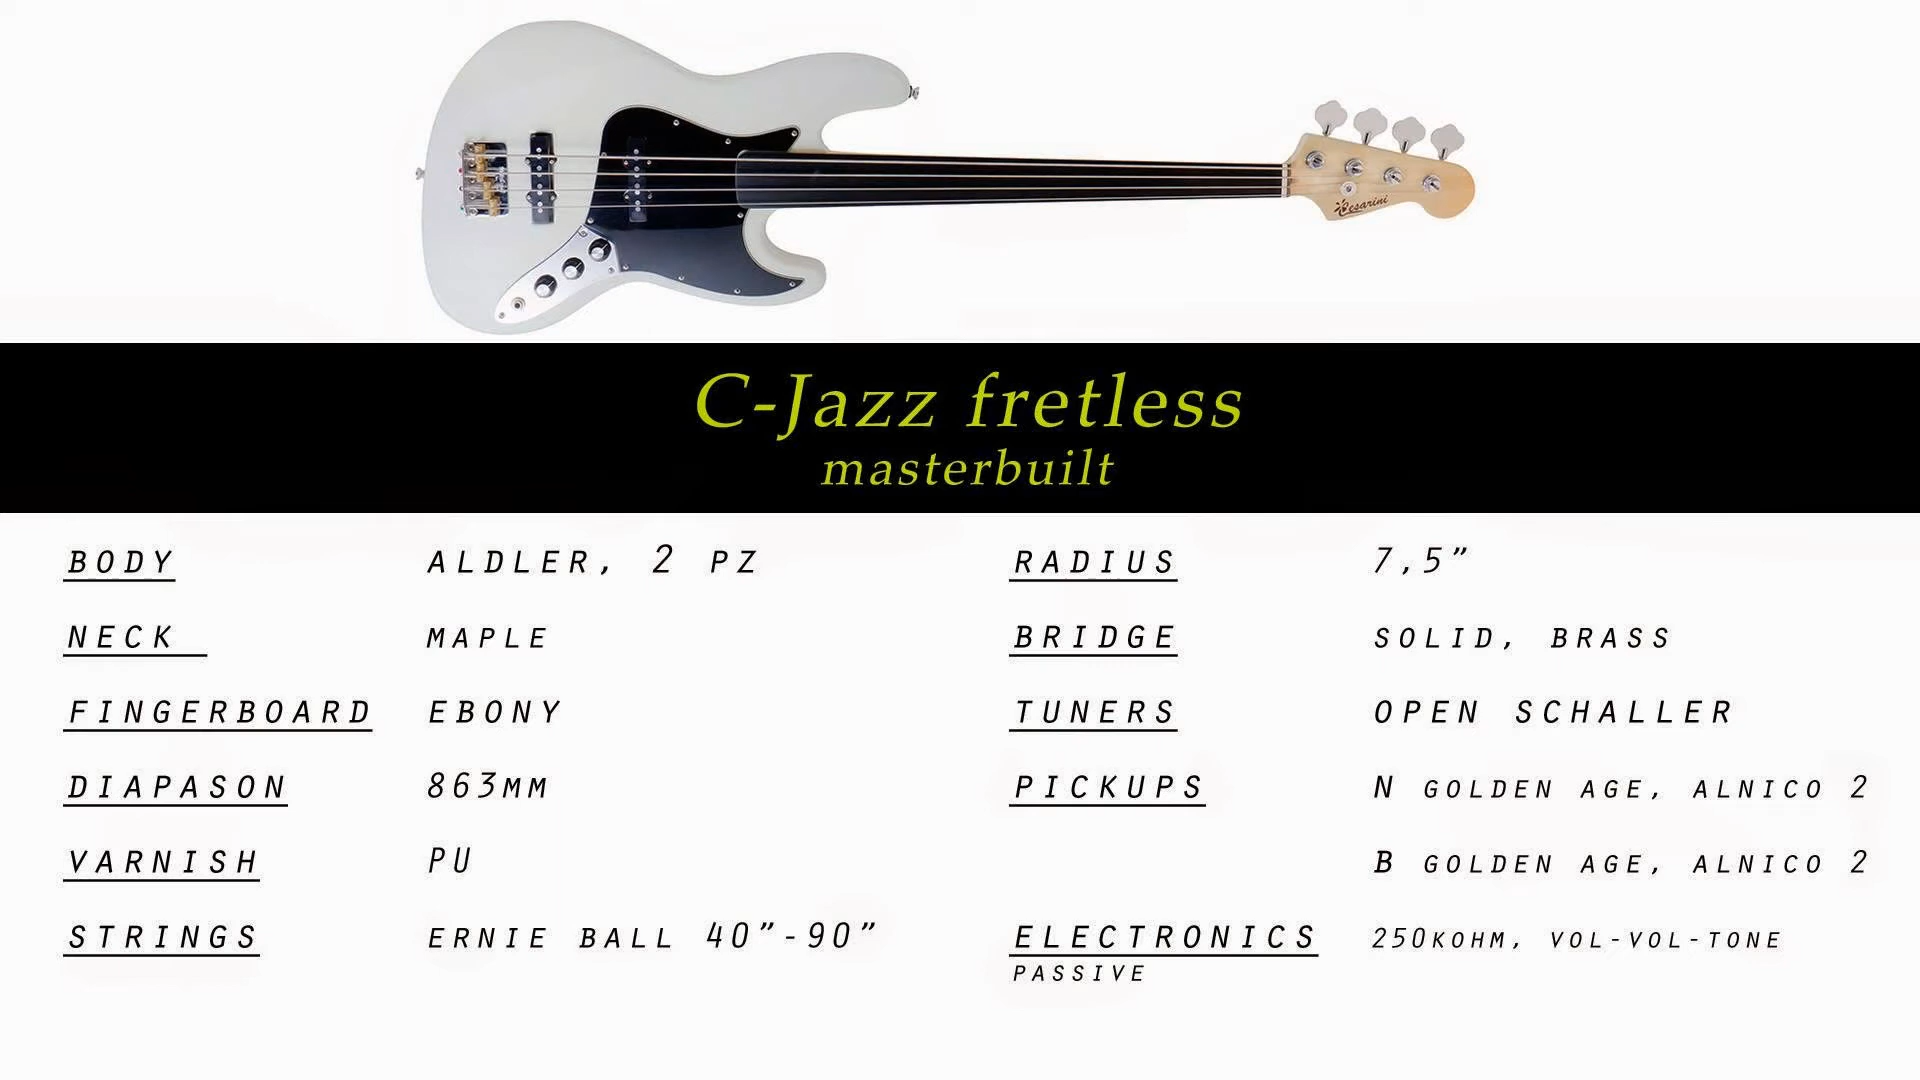 Cesarini
C-Jazz fretless
masterbuilt
BODY ALDLER, 2 PZ
NECK MAPLE
FINGERBOARD EBONY
DIAPASON 863MM
VARNISH PU
STRINGS ERNIE BALL 40”-90”
RADIUS 7,5”
BRIDGE SOLID, BRASS
TUNERS OPEN SCHALLER
PICKUPS N GOLDEN AGE, ALNICO 2
B GOLDEN AGE, ALNICO 2
ELECTRONICS 250KOHM, VOL-VOL-TONE
PASSIVE